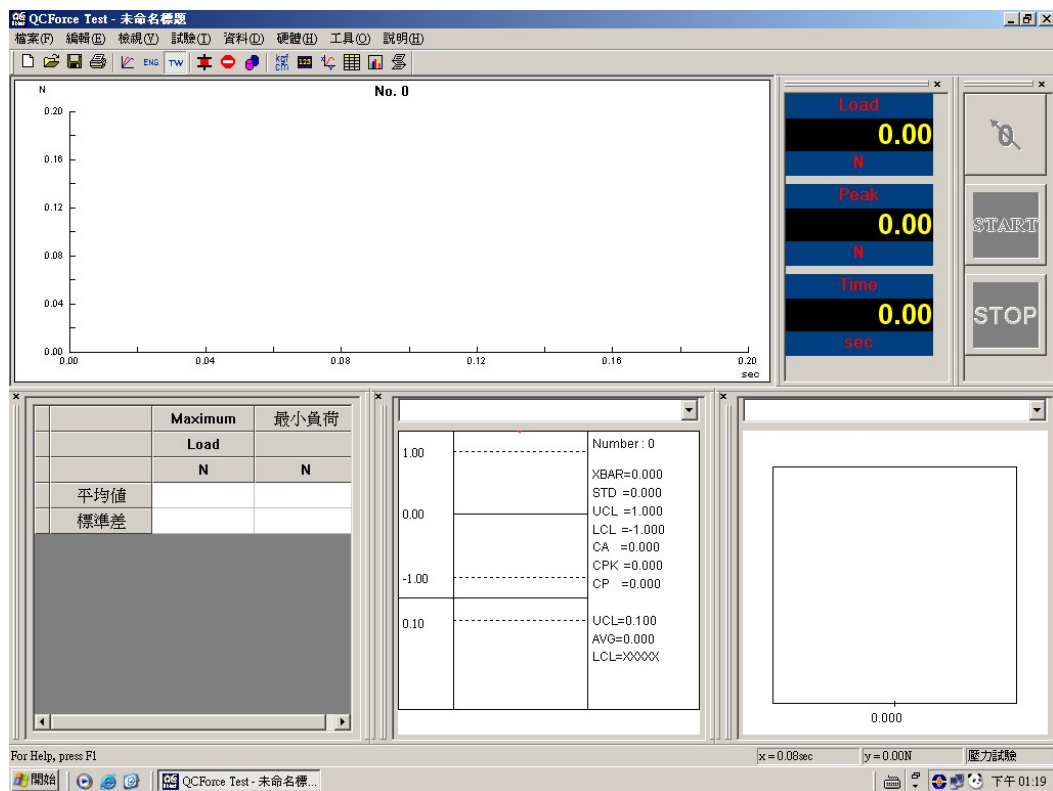 QCForce Test - 未命名標題
檔案(F) 編輯(E) 檢視(V) 試驗(T) 資料(D) 硬體(H) 工具(O) 説明(H)
ENG TW kgf cm 123
N No. 0
0.20
0.16
0.12
0.08
0.04
0.00
0.00 0.04 0.08 0.12 0.16 0.20
sec
Load
0.00
N
Peak
0.00
N
Time
0.00
sec
0
START
STOP
Maximum 最小負荷
Load
N N
平均值
標準差
1.00
0.00
-1.00
0.10
Number : 0
XBAR=0.000
STD =0.000
UCL =1.000
LCL =-1.000
CA =0.000
CPK =0.000
CP =0.000
UCL=0.100
AVG=0.000
LCL=XXXXX
0.000
For Help, press F1 x = 0.08sec y = 0.00N 壓力試驗
開始 QCForce Test - 未命名標... 下午 01:19